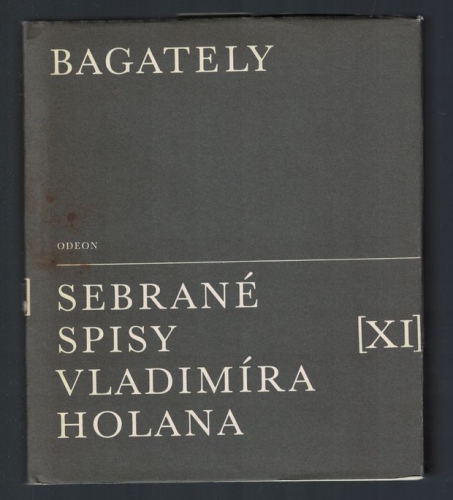 BAGATELY
ODEON
SEBRANÉ
SPISY [XI]
VLADIMÍRA
HOLANA